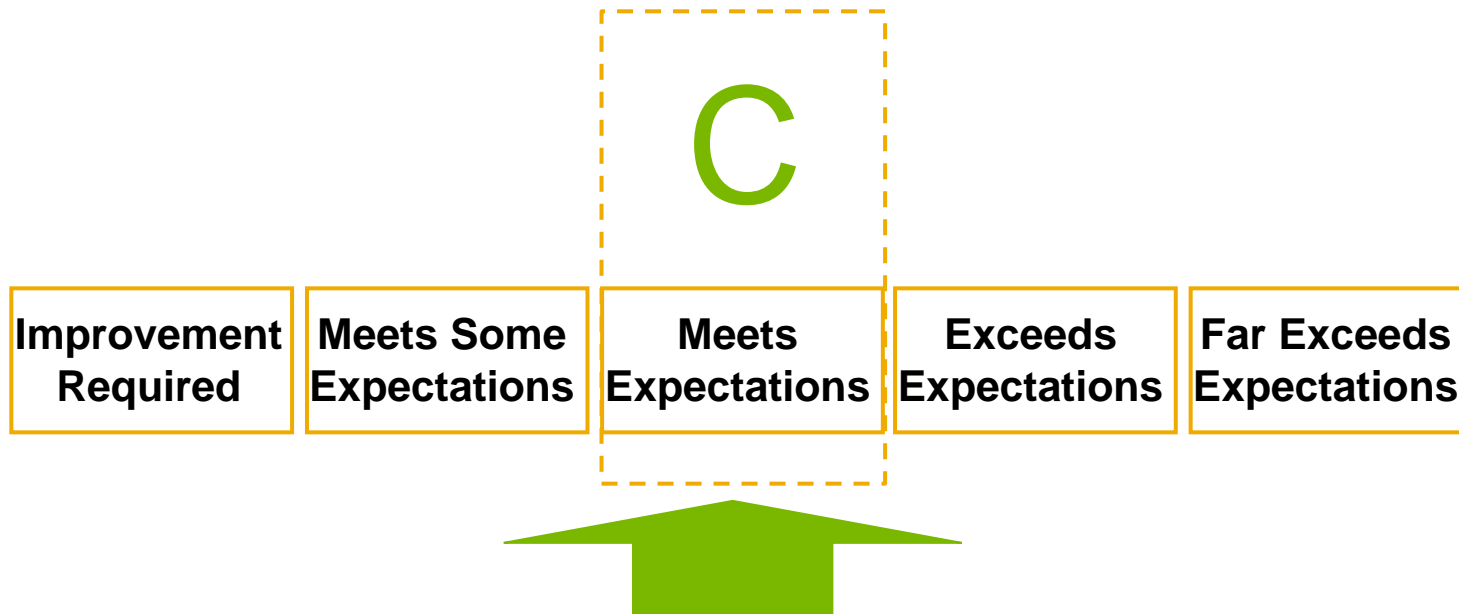 C
Improvement
Required
Meets Some
Expectations
Meets
Expectations
Exceeds
Expectations
Far Exceeds
Expectations